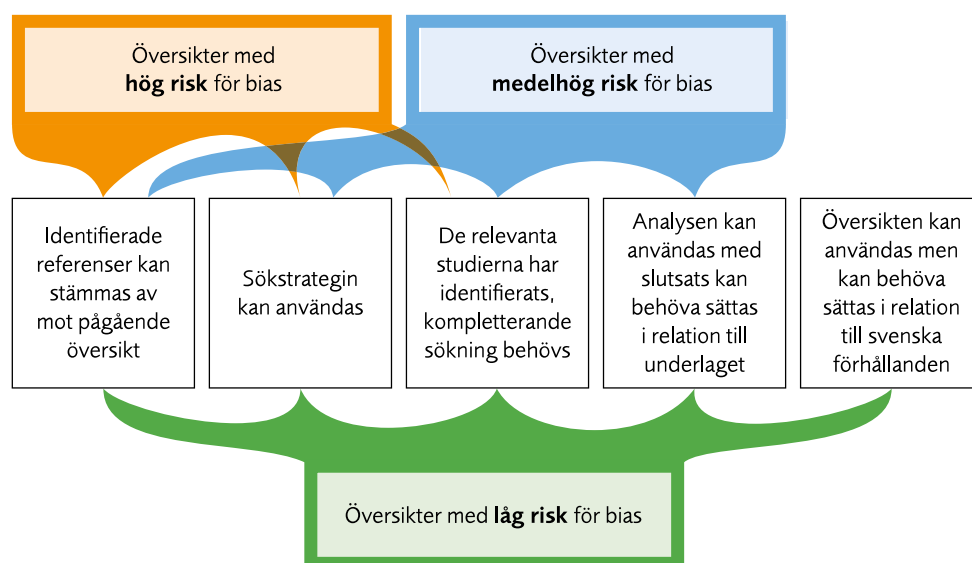 Översikter med
hög risk för bias
Översikter med
medelhög risk för bias
Identifierade
referenser kan
stämmas av
mot pågående
översikt
Sökstrategin
kan användas
De relevanta
studierna har
identifierats,
kompletterande
sökning behövs
Analysen kan
användas med
slutsats kan
behöva sättas
i relation till
underlaget
Översikten kan
användas men
kan behöva
sättas i relation
till svenska
förhållanden
Översikter med låg risk för bias